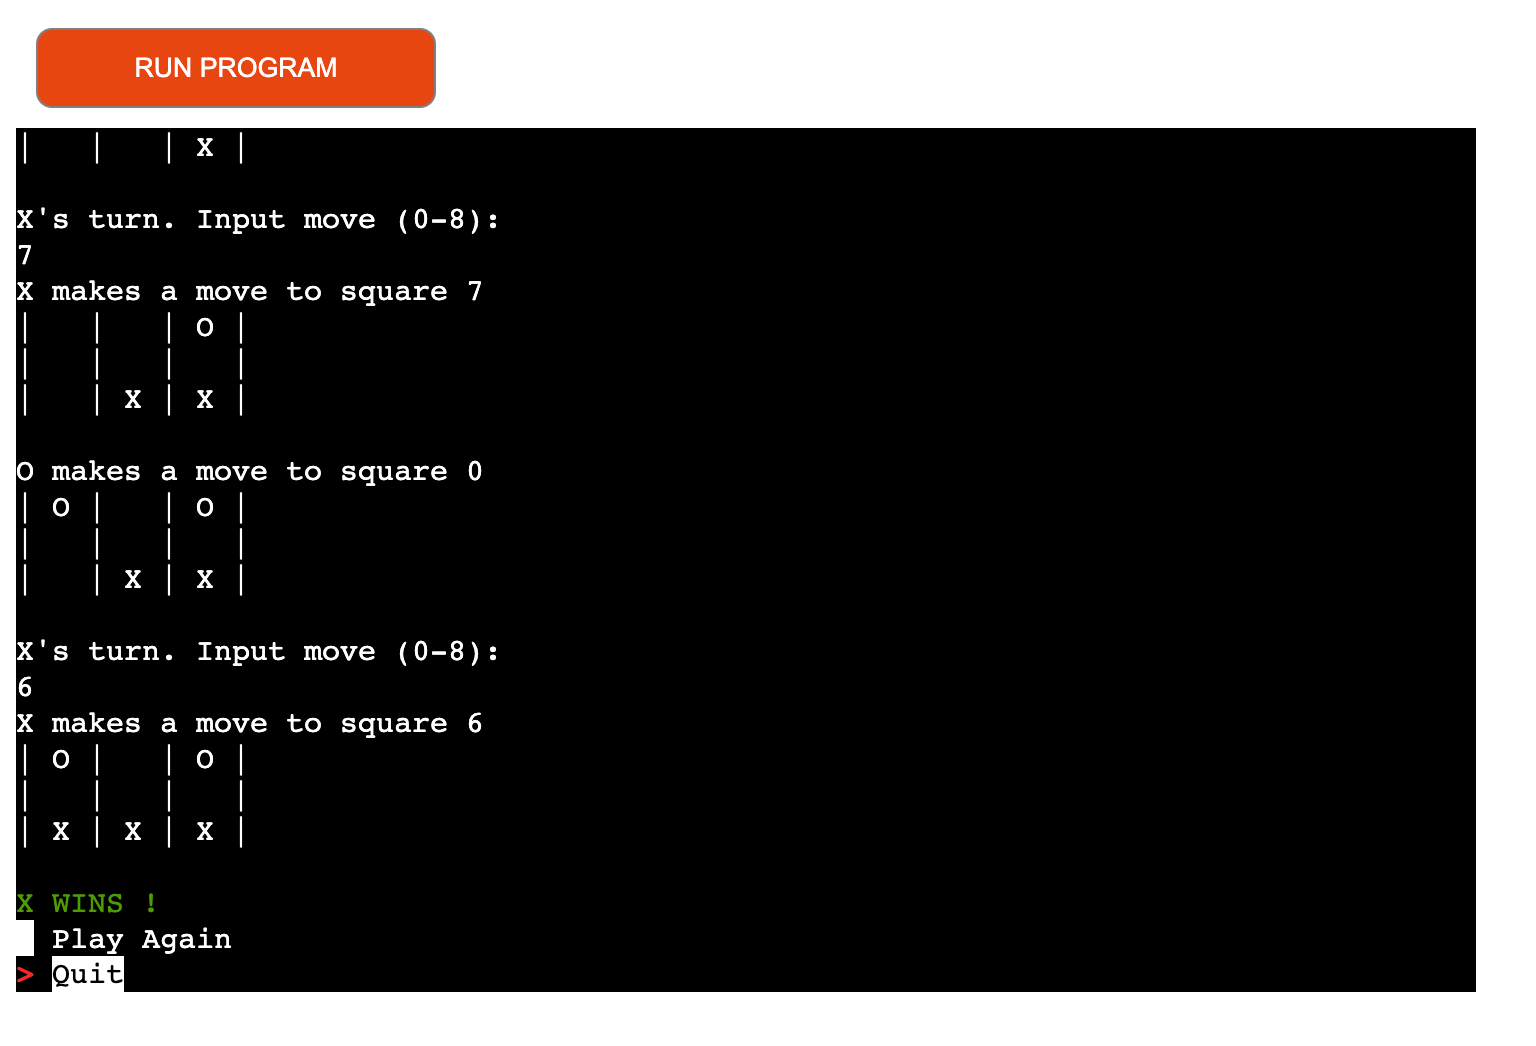 RUN PROGRAM
|   |   | X |
X's turn. Input move (0-8):
7
X makes a move to square 7
|   |   | O |
|   |   |   |
|   | X | X |
O makes a move to square 0
| O |   | O |
|   |   |   |
|   | X | X |
X's turn. Input move (0-8):
6
X makes a move to square 6
| O |   | O |
|   |   |   |
| X | X | X |
X WINS !
Play Again
> Quit